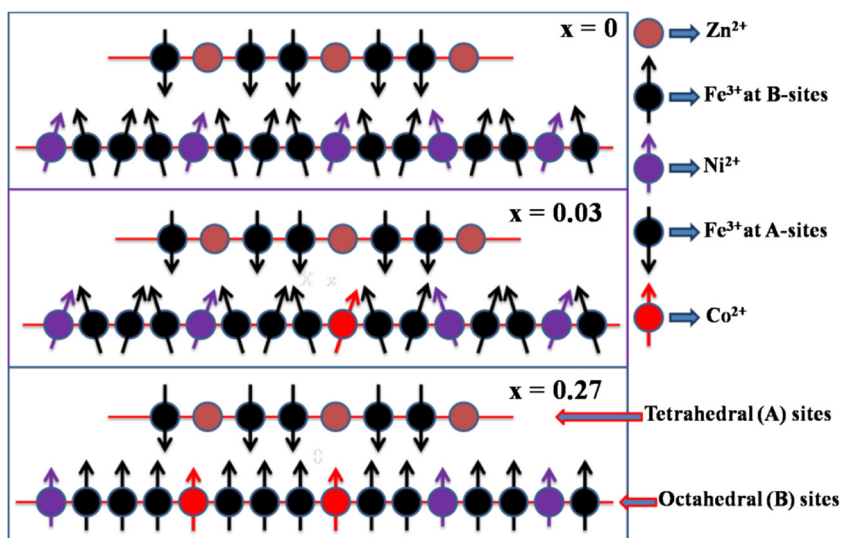 x = 0
Zn²⁺
Fe³⁺at B-sites
Ni²⁺
x = 0.03
Fe³⁺at A-sites
Co²⁺
x = 0.27
Tetrahedral (A) sites
Octahedral (B) sites